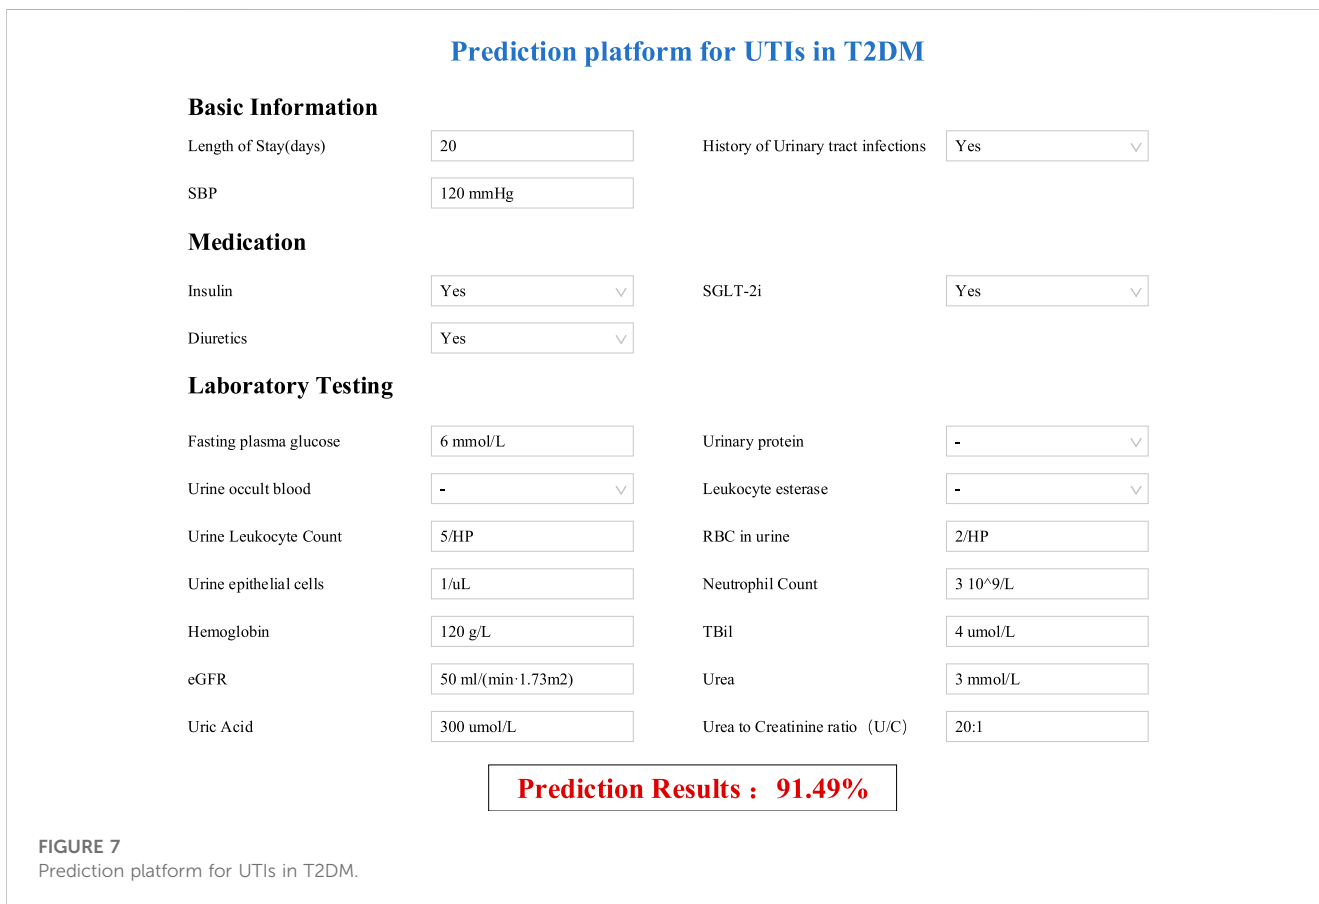 Prediction platform for UTIs in T2DM
Basic Information
Length of Stay(days) 20 History of Urinary tract infections Yes
SBP 120 mmHg
Medication
Insulin Yes SGLT-2i Yes
Diuretics Yes
Laboratory Testing
Fasting plasma glucose 6 mmol/L Urinary protein -
Urine occult blood - Leukocyte esterase -
Urine Leukocyte Count 5/HP RBC in urine 2/HP
Urine epithelial cells 1/uL Neutrophil Count 3 10^9/L
Hemoglobin 120 g/L TBil 4 umol/L
eGFR 50 ml/(min·1.73m2) Urea 3 mmol/L
Uric Acid 300 umol/L Urea to Creatinine ratio（U/C） 20:1
Prediction Results： 91.49%
FIGURE 7
Prediction platform for UTIs in T2DM.